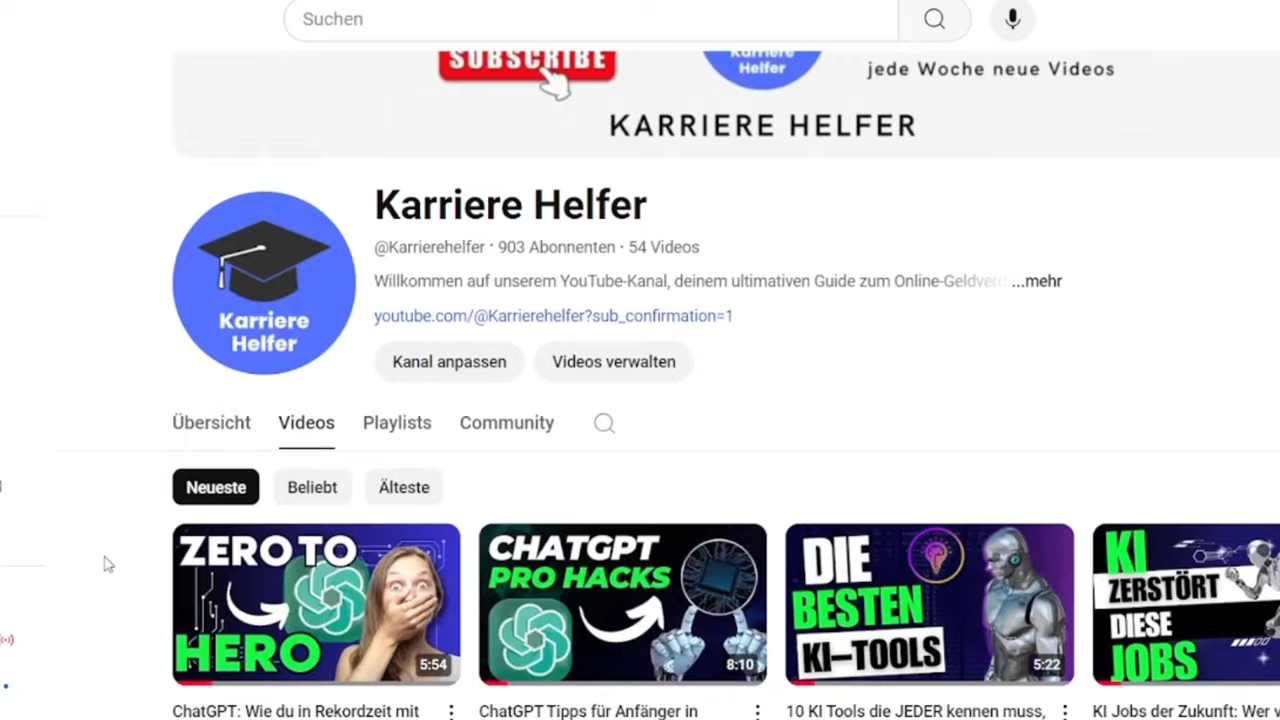 Suchen
SUBSCRIBE
Karriere
Helfer
jede Woche neue Videos
KARRIERE HELFER
Karriere
Helfer
Karriere Helfer
@Karrierehelfer · 903 Abonnenten · 54 Videos
Willkommen auf unserem YouTube-Kanal, deinem ultimativen Guide zum Online-Geldverd ...mehr
youtube.com/@Karrierehelfer?sub_confirmation=1
Kanal anpassen
Videos verwalten
Übersicht
Videos
Playlists
Community
Neueste
Beliebt
Älteste
ZERO TO
HERO
5:54
CHATGPT
PRO HACKS
8:10
DIE
BESTEN
KI-TOOLS
5:22
KI
ZERSTÖRT
DIESE
JOBS
ChatGPT: Wie du in Rekordzeit mit
ChatGPT Tipps für Anfänger in
10 KI Tools die JEDER kennen muss,
KI Jobs der Zukunft: Wer v